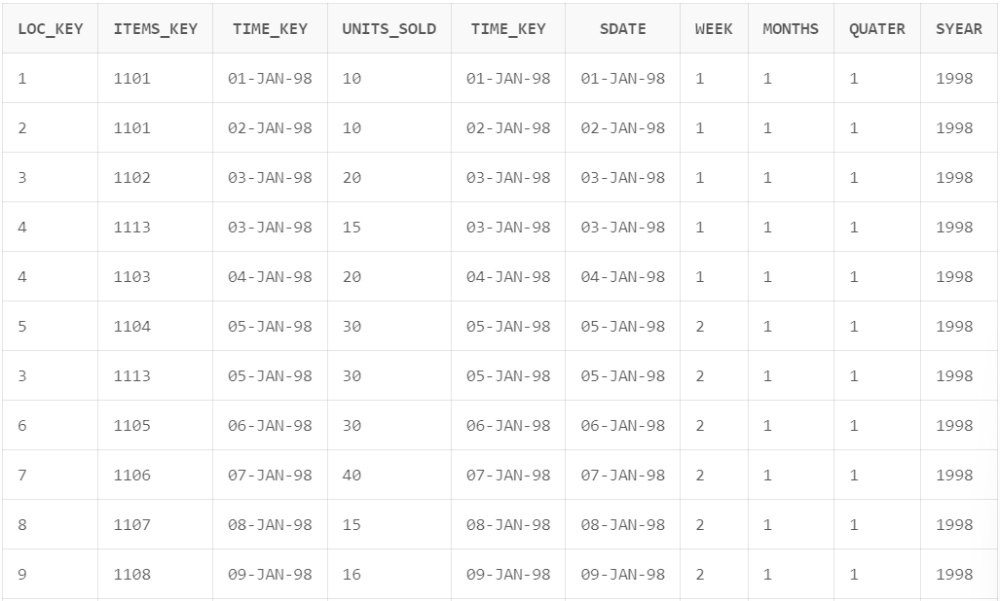 LOC_KEY ITEMS_KEY TIME_KEY UNITS_SOLD TIME_KEY SDATE WEEK MONTHS QUATER SYEAR
1 1101 01-JAN-98 10 01-JAN-98 01-JAN-98 1 1 1 1998
2 1101 02-JAN-98 10 02-JAN-98 02-JAN-98 1 1 1 1998
3 1102 03-JAN-98 20 03-JAN-98 03-JAN-98 1 1 1 1998
4 1113 03-JAN-98 15 03-JAN-98 03-JAN-98 1 1 1 1998
4 1103 04-JAN-98 20 04-JAN-98 04-JAN-98 1 1 1 1998
5 1104 05-JAN-98 30 05-JAN-98 05-JAN-98 2 1 1 1998
3 1113 05-JAN-98 30 05-JAN-98 05-JAN-98 2 1 1 1998
6 1105 06-JAN-98 30 06-JAN-98 06-JAN-98 2 1 1 1998
7 1106 07-JAN-98 40 07-JAN-98 07-JAN-98 2 1 1 1998
8 1107 08-JAN-98 15 08-JAN-98 08-JAN-98 2 1 1 1998
9 1108 09-JAN-98 16 09-JAN-98 09-JAN-98 2 1 1 1998